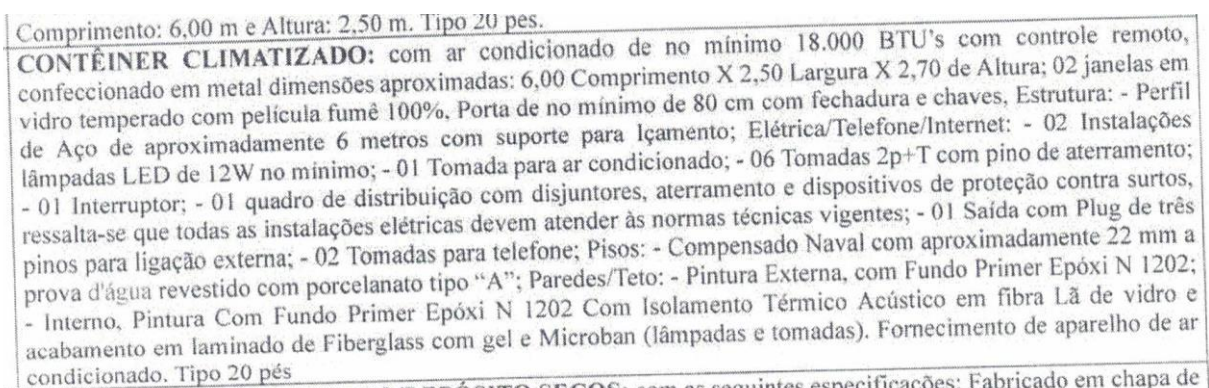 Comprimento: 6,00 m e Altura: 2,50 m. Tipo 20 pes.
CONTÊINER CLIMATIZADO: com ar condicionado de no mínimo 18.000 BTU's com controle remoto,
confeccionado em metal dimensões aproximadas: 6,00 Comprimento X 2,50 Largura X 2,70 de Altura; 02 janelas em
vidro temperado com película fumê 100%, Porta de no mínimo de 80 cm com fechadura e chaves, Estrutura: - Perfil
de Aço de aproximadamente 6 metros com suporte para Içamento; Elétrica/Telefone/Internet: - 02 Instalações
lâmpadas LED de 12W no mínimo; - 01 Tomada para ar condicionado; - 06 Tomadas 2p+T com pino de aterramento;
- 01 Interruptor; - 01 quadro de distribuição com disjuntores, aterramento e dispositivos de proteção contra surtos,
ressalta-se que todas as instalações elétricas devem atender às normas técnicas vigentes; - 01 Saída com Plug de três
pinos para ligação externa; - 02 Tomadas para telefone; Pisos: - Compensado Naval com aproximadamente 22 mm a
prova d'água revestido com porcelanato tipo “A”; Paredes/Teto: - Pintura Externa, com Fundo Primer Epóxi N 1202;
- Interno, Pintura Com Fundo Primer Epóxi N 1202 Com Isolamento Térmico Acústico em fibra Lã de vidro e
acabamento em laminado de Fiberglass com gel e Microban (lâmpadas e tomadas). Fornecimento de aparelho de ar
condicionado. Tipo 20 pés
SECOS: com as seguintes especificações: Fabricado em chapa de